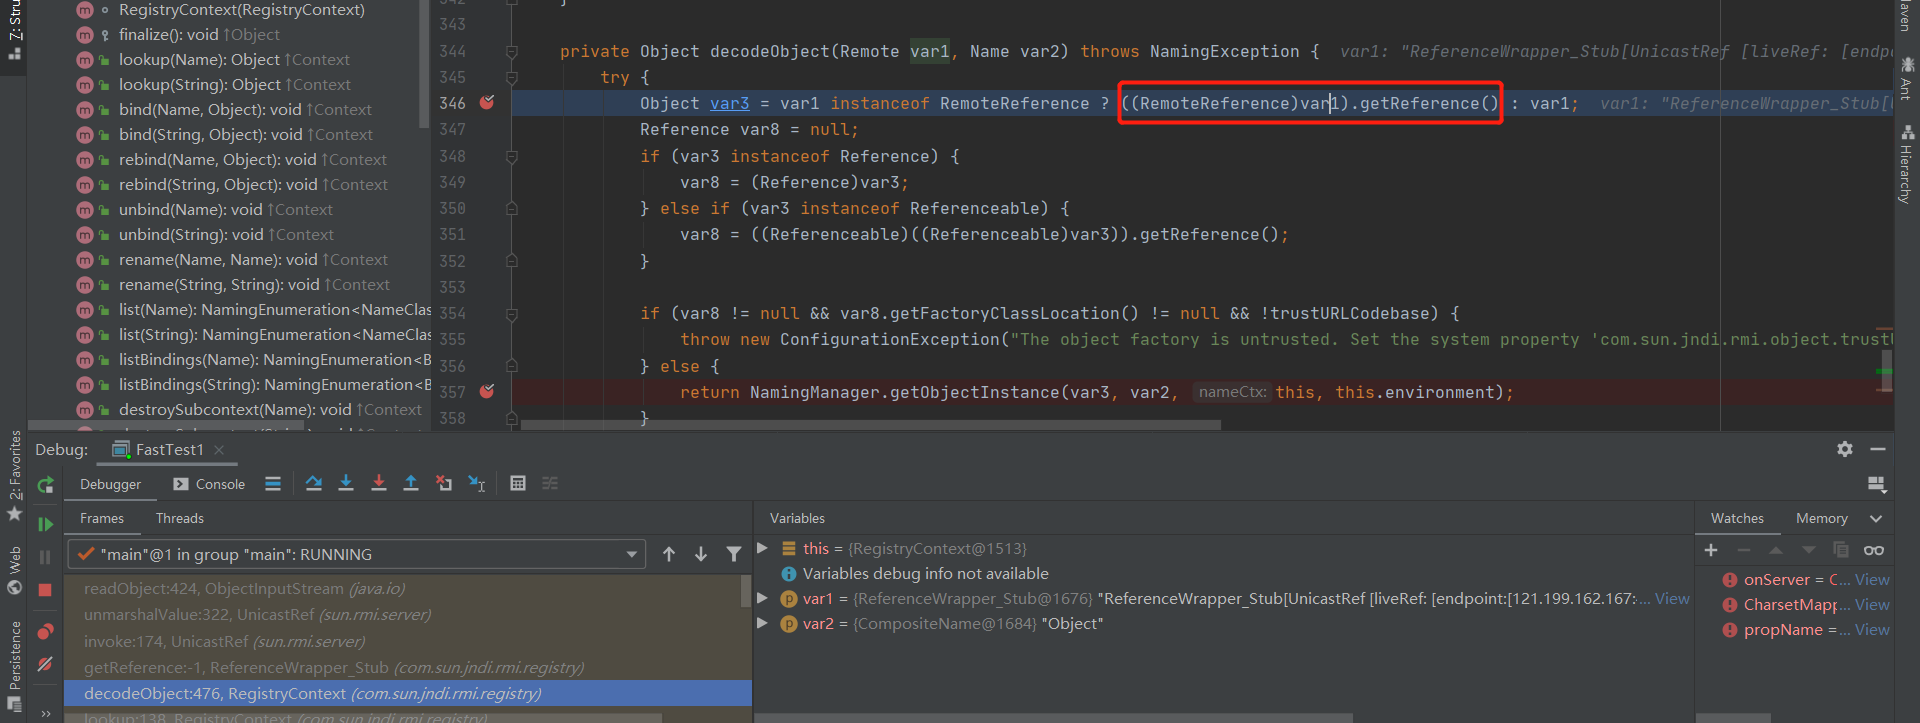 7: Stru
RegistryContext(RegistryContext)
finalize(): void ↑Object
lookup(Name): Object ↑Context
lookup(String): Object ↑Context
bind(Name, Object): void ↑Context
bind(String, Object): void ↑Context
rebind(Name, Object): void ↑Context
rebind(String, Object): void ↑Context
unbind(Name): void ↑Context
unbind(String): void ↑Context
rename(Name, Name): void ↑Context
rename(String, String): void ↑Context
list(Name): NamingEnumeration<NameClas
list(String): NamingEnumeration<NameClas
listBindings(Name): NamingEnumeration<B
listBindings(String): NamingEnumeration<B
destroySubcontext(Name): void ↑Context
342 }
343
344 private Object decodeObject(Remote var1, Name var2) throws NamingException { var1: "ReferenceWrapper_Stub[UnicastRef [liveRef: [endp
345 try {
346 Object var3 = var1 instanceof RemoteReference ? ((RemoteReference)var1).getReference() : var1; var1: "ReferenceWrapper_Stub[U
347 Reference var8 = null;
348 if (var3 instanceof Reference) {
349 var8 = (Reference)var3;
350 } else if (var3 instanceof Referenceable) {
351 var8 = ((Referenceable)((Referenceable)var3)).getReference();
352 }
353
354 if (var8 != null && var8.getFactoryClassLocation() != null && !trustURLCodebase) {
355 throw new ConfigurationException("The object factory is untrusted. Set the system property 'com.sun.jndi.rmi.object.trustU
356 } else {
357 return NamingManager.getObjectInstance(var3, var2, nameCtx: this, this.environment);
358 }
Maven
Ant
Hierarchy
2: Favorites
Web
Persistence
Debug: FastTest1
Debugger Console
Frames Threads
"main"@1 in group "main": RUNNING
readObject:424, ObjectInputStream (java.io)
unmarshalValue:322, UnicastRef (sun.rmi.server)
invoke:174, UnicastRef (sun.rmi.server)
getReference:-1, ReferenceWrapper_Stub (com.sun.jndi.rmi.registry)
decodeObject:476, RegistryContext (com.sun.jndi.rmi.registry)
lookup:138, RegistryContext (com.sun.jndi.rmi.registry)
»
Variables
this = {RegistryContext@1513}
Variables debug info not available
var1 = {ReferenceWrapper_Stub@1676} "ReferenceWrapper_Stub[UnicastRef [liveRef: [endpoint:[121.199.162.167:... View
var2 = {CompositeName@1684} "Object"
Watches Memory
onServer = C... View
CharsetMapp... View
propName =... View